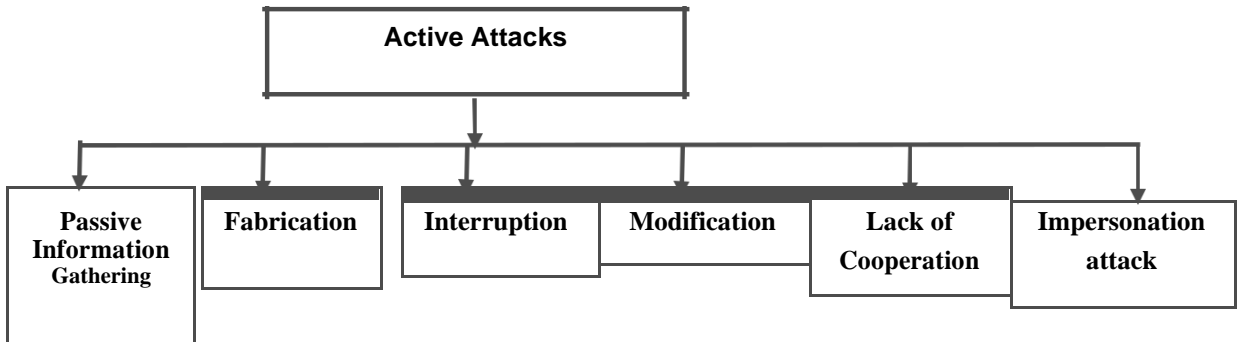 Active Attacks
Passive
Information
Gathering
Fabrication
Interruption
Modification
Lack of
Cooperation
Impersonation
attack